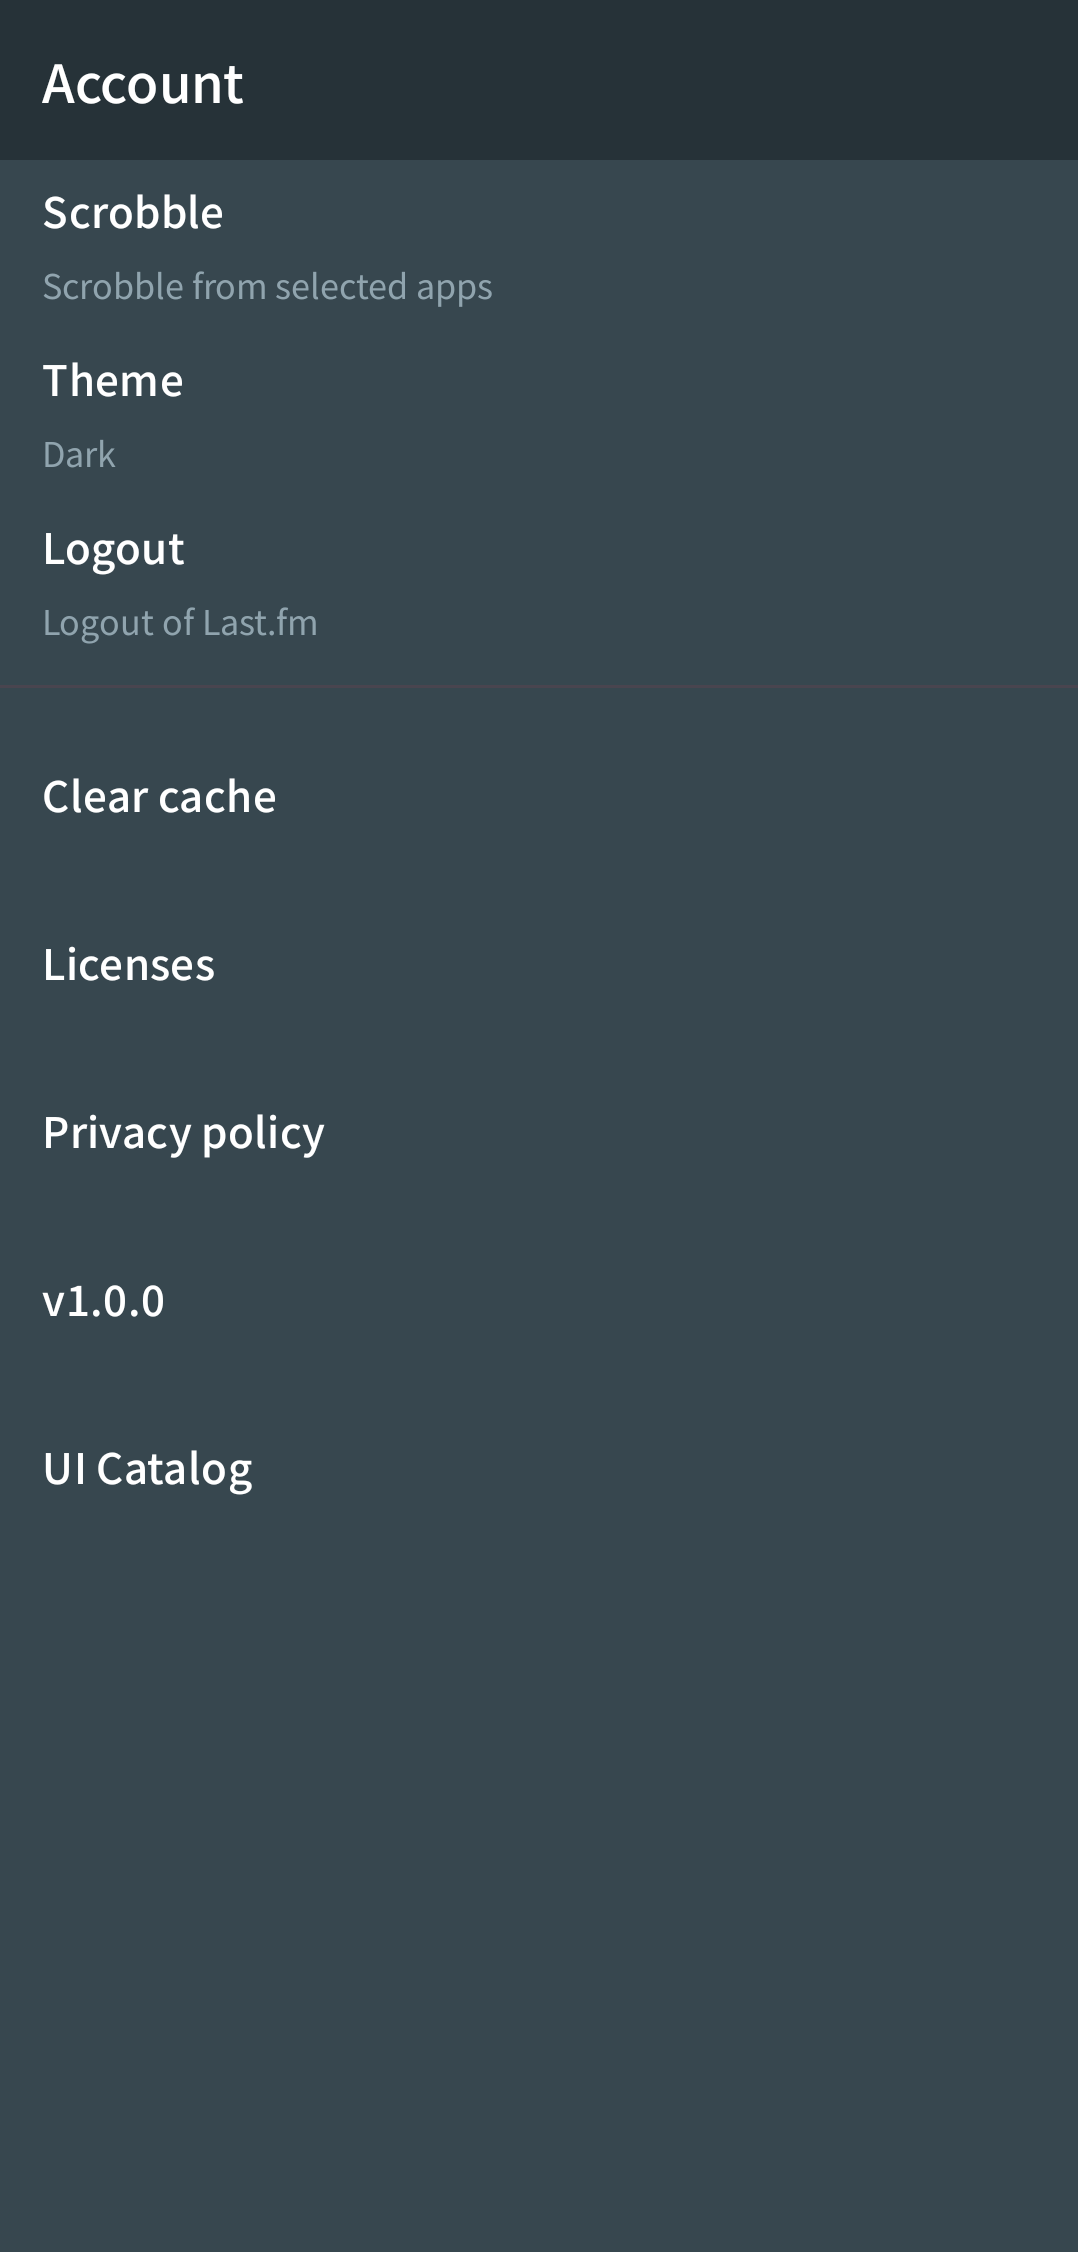 Account
Scrobble
Scrobble from selected apps
Theme
Dark
Logout
Logout of Last.fm
Clear cache
Licenses
Privacy policy
v1.0.0
UI Catalog